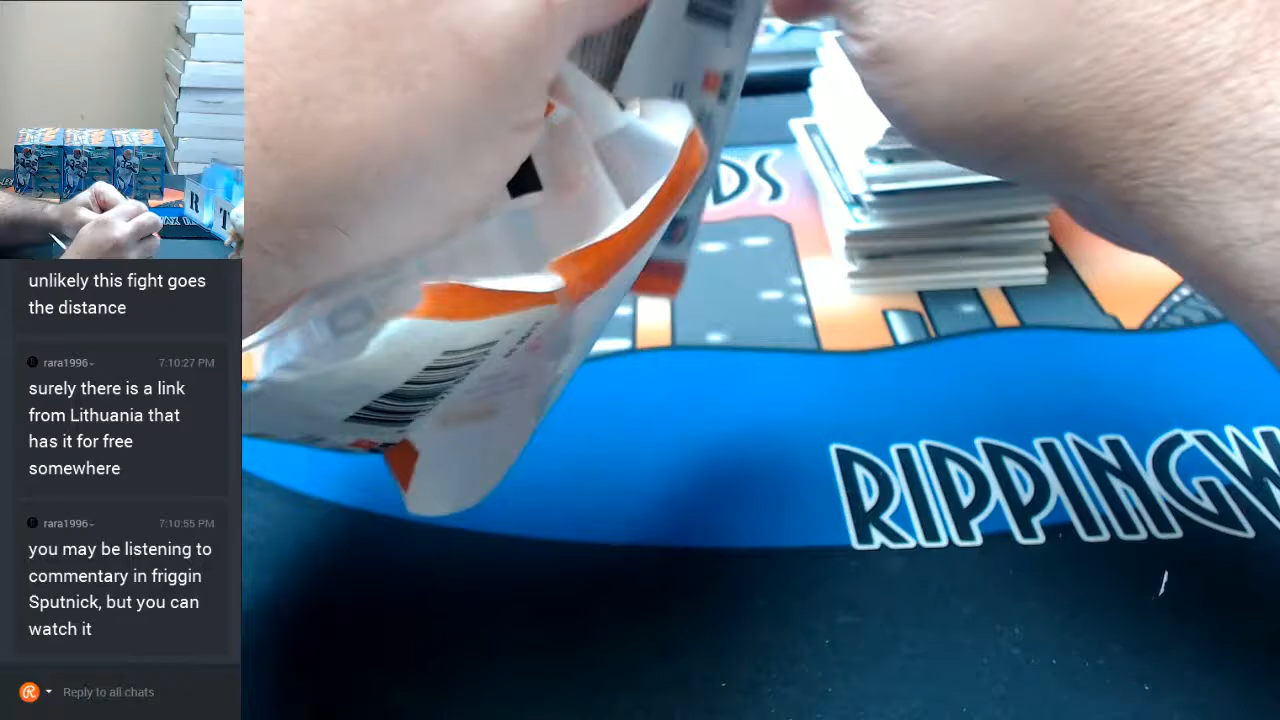 unlikely this fight goes
the distance
rara1996
7:10:27 PM
surely there is a link
from Lithuania that
has it for free
somewhere
rara1996
7:10:55 PM
you may be listening to
commentary in friggin
Sputnick, but you can
watch it
Reply to all chats
R
T
DS
RIPPINGW